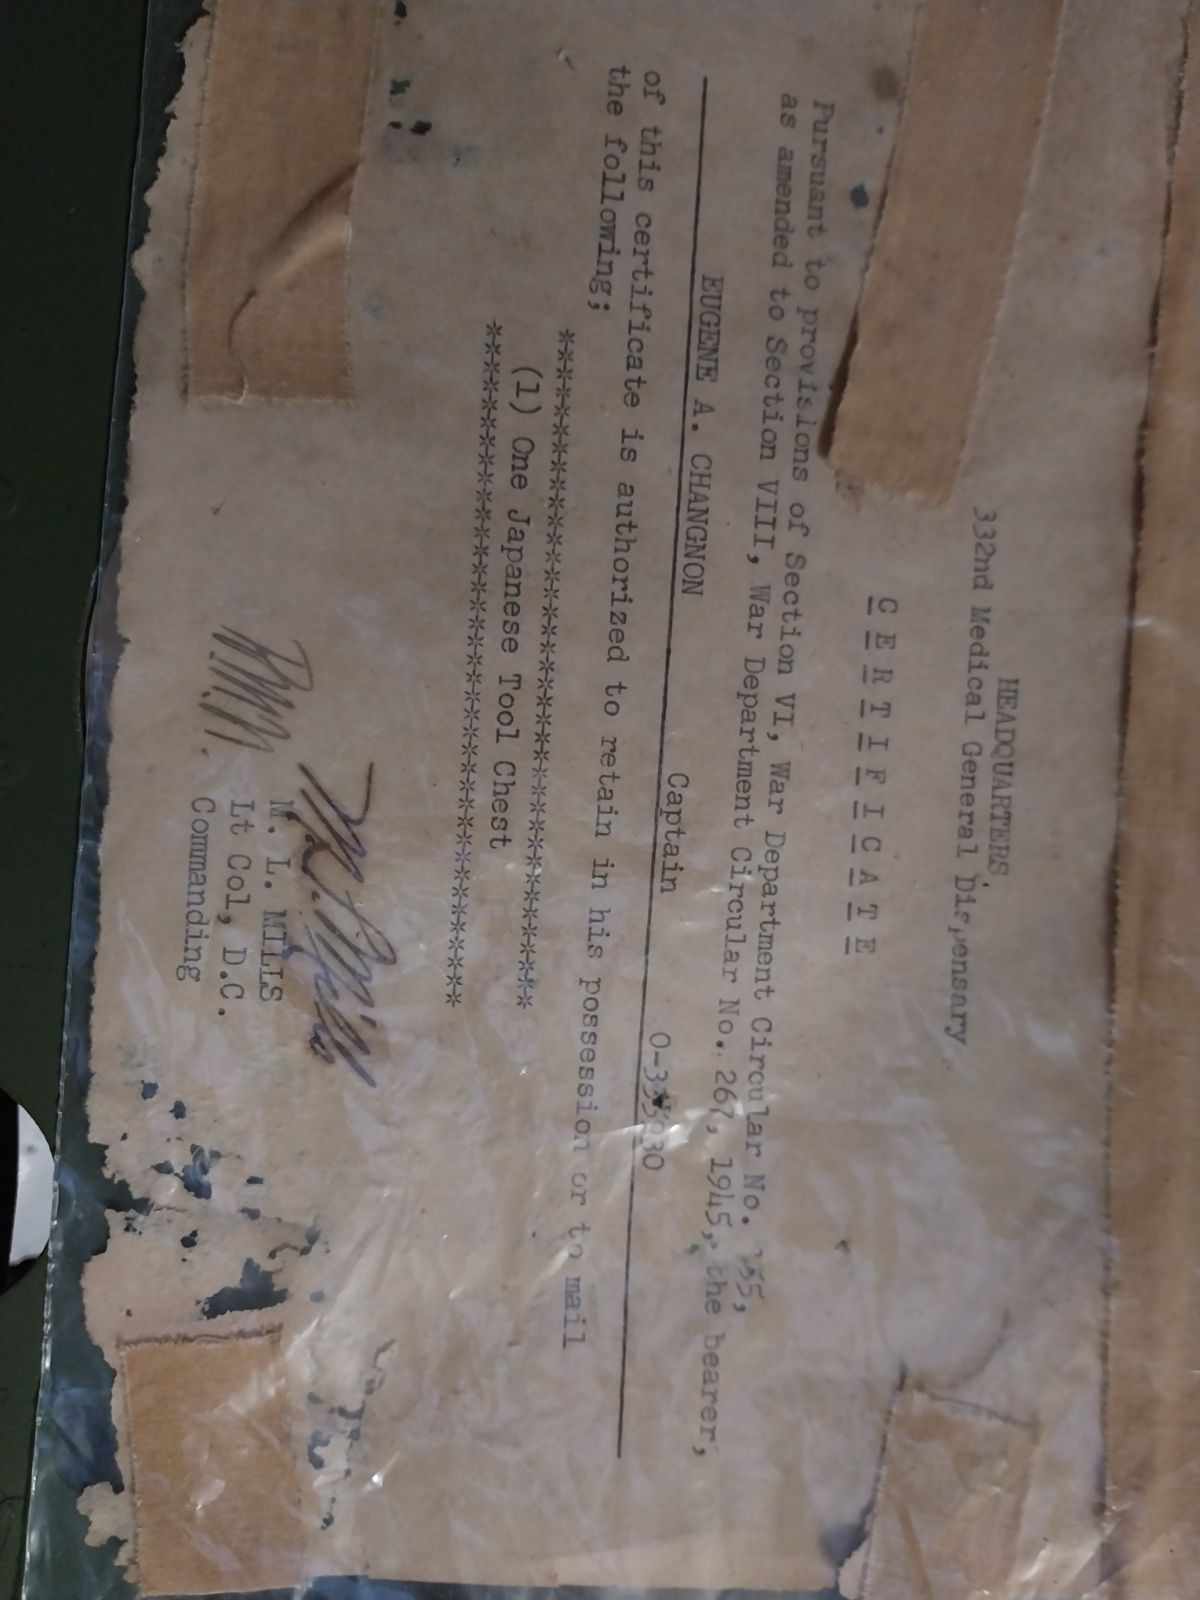 HEADQUARTERS
332nd Medical General Dispensary
C E R T I F I C A T E
Pursuant to provisions of Section VI, War Department Circular No.
as amended to Section VIII, War Department Circular No. 267, 1945, the bearer,
EUGENE A. CHANGNON Captain
of this certificate is authorized to retain in his possession or to mail
the following;
***********************************
(1) One Japanese Tool Chest
***********************************
M. L. Mills
M. L. MILLS
Lt Col, D.C.
Commanding